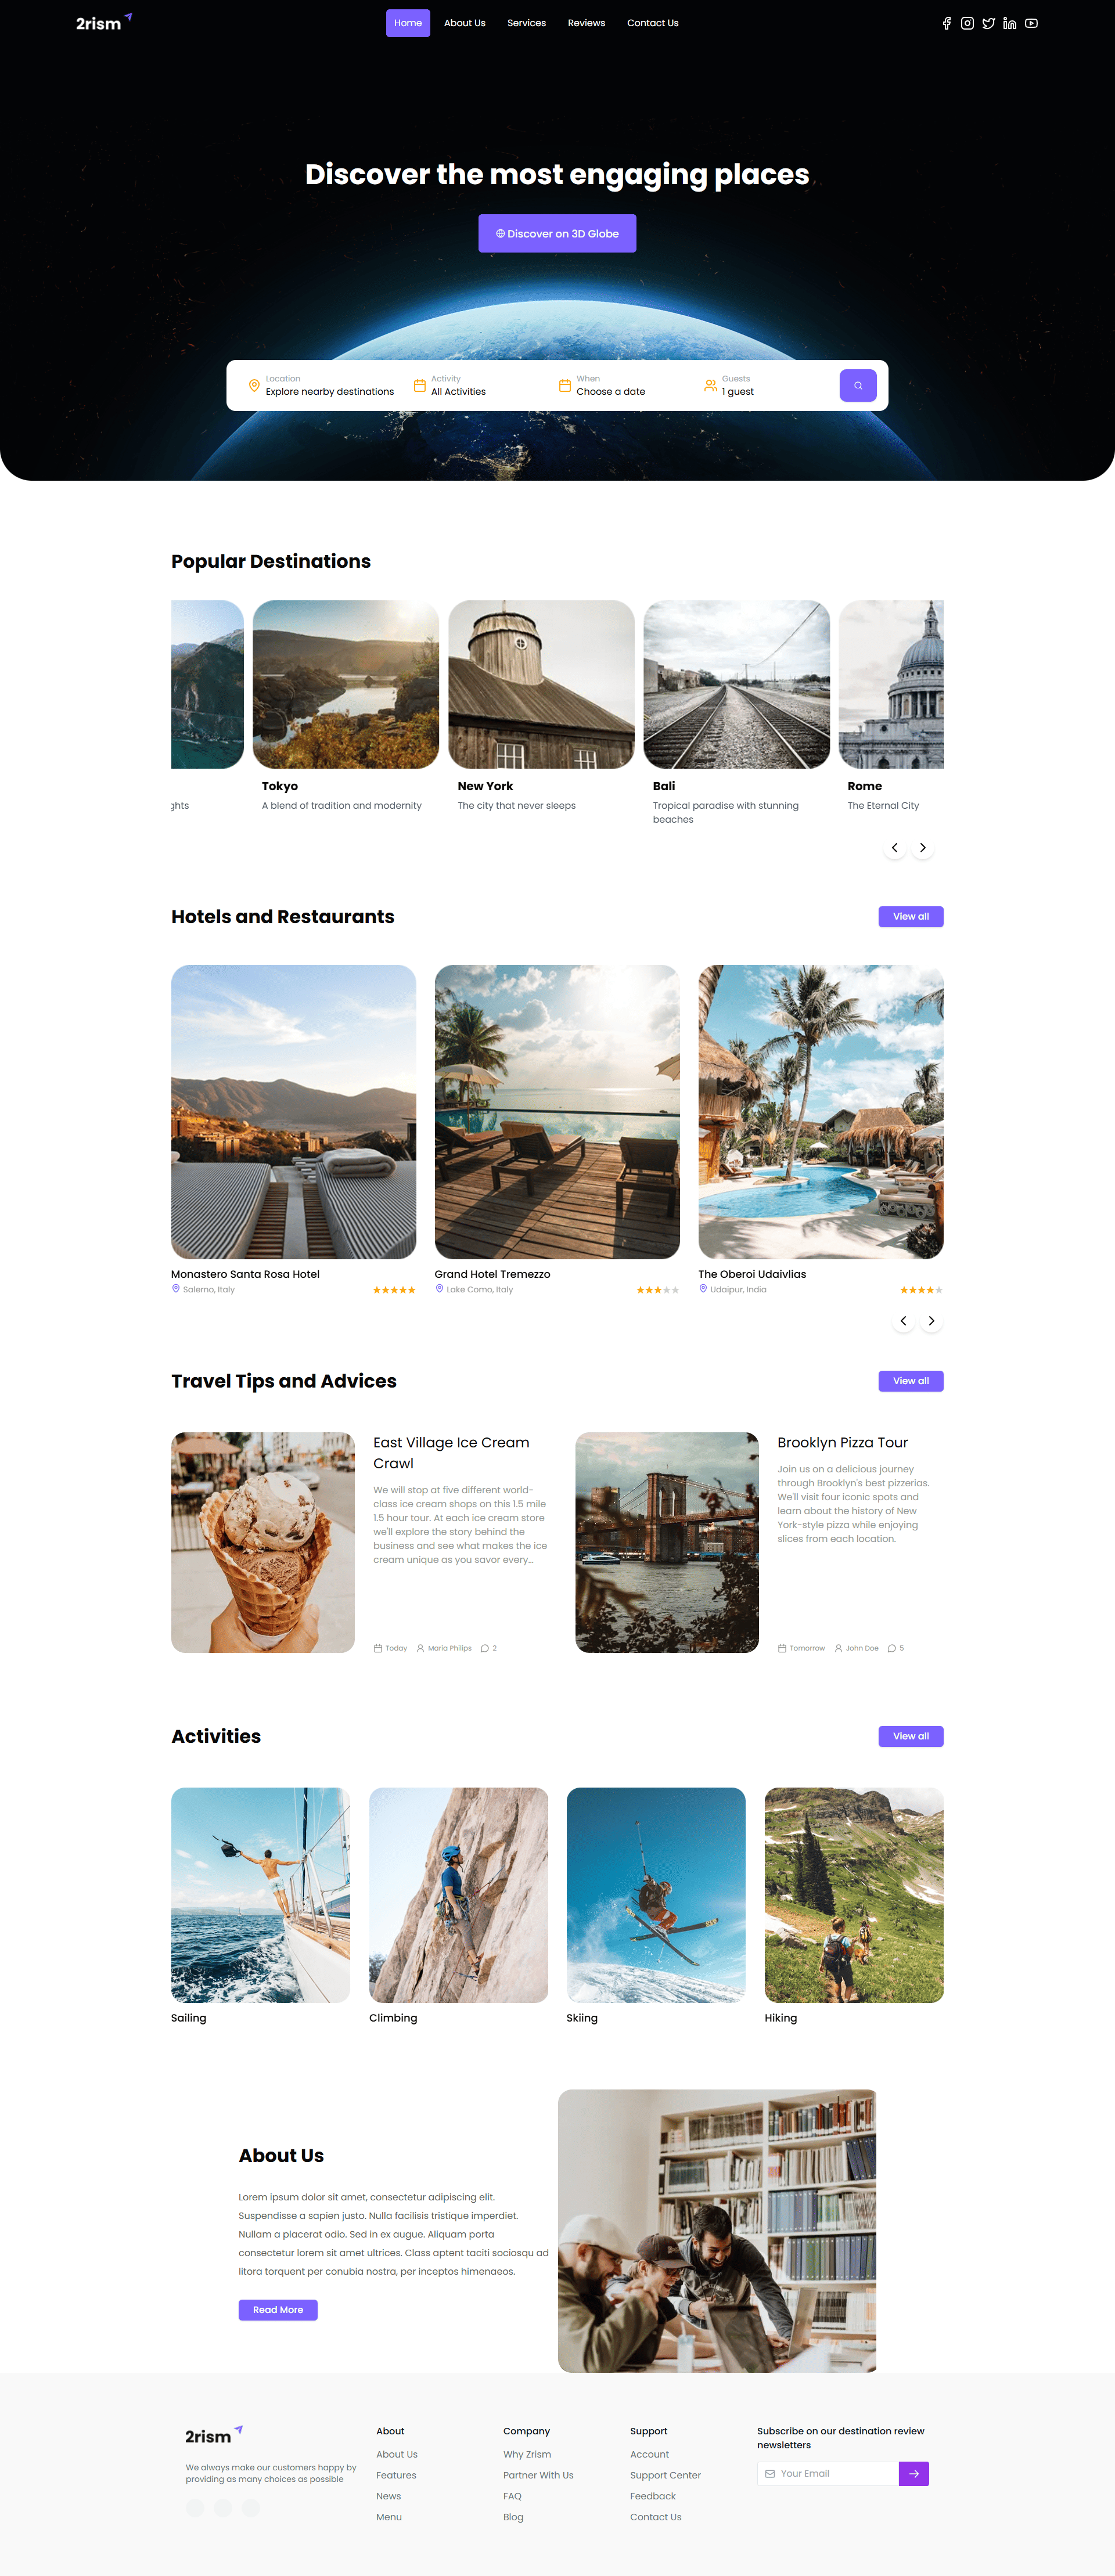 2rism
Home
About Us
Services
Reviews
Contact Us
Discover the most engaging places
Discover on 3D Globe
Location
Explore nearby destinations
Activity
All Activities
When
Choose a date
Guests
1 guest
Popular Destinations
Tokyo
A blend of tradition and modernity
New York
The city that never sleeps
Bali
Tropical paradise with stunning
beaches
Rome
The Eternal City
Hotels and Restaurants
View all
Monastero Santa Rosa Hotel
Salerno, Italy
Grand Hotel Tremezzo
Lake Como, Italy
The Oberoi Udaivlias
Udaipur, India
Travel Tips and Advices
View all
East Village Ice Cream
Crawl
We will stop at five different world-
class ice cream shops on this 1.5 mile
1.5 hour tour. At each ice cream store
we'll explore the story behind the
business and see what makes the ice
cream unique as you savor every...
Today
Maria Philips
2
Brooklyn Pizza Tour
Join us on a delicious journey
through Brooklyn's best pizzerias.
We'll visit four iconic spots and
learn about the history of New
York-style pizza while enjoying
slices from each location.
Tomorrow
John Doe
5
Activities
View all
Sailing
Climbing
Skiing
Hiking
About Us
Lorem ipsum dolor sit amet, consectetur adipiscing elit.
Suspendisse a sapien justo. Nulla facilisis tristique imperdiet.
Nullam a placerat odio. Sed in ex augue. Aliquam porta
consectetur lorem sit amet ultrices. Class aptent taciti sociosqu ad
litora torquent per conubia nostra, per inceptos himenaeos.
Read More
2rism
We always make our customers happy by
providing as many choices as possible
About
About Us
Features
News
Menu
Company
Why Zrism
Partner With Us
FAQ
Blog
Support
Account
Support Center
Feedback
Contact Us
Subscribe on our destination review
newsletters
Your Email